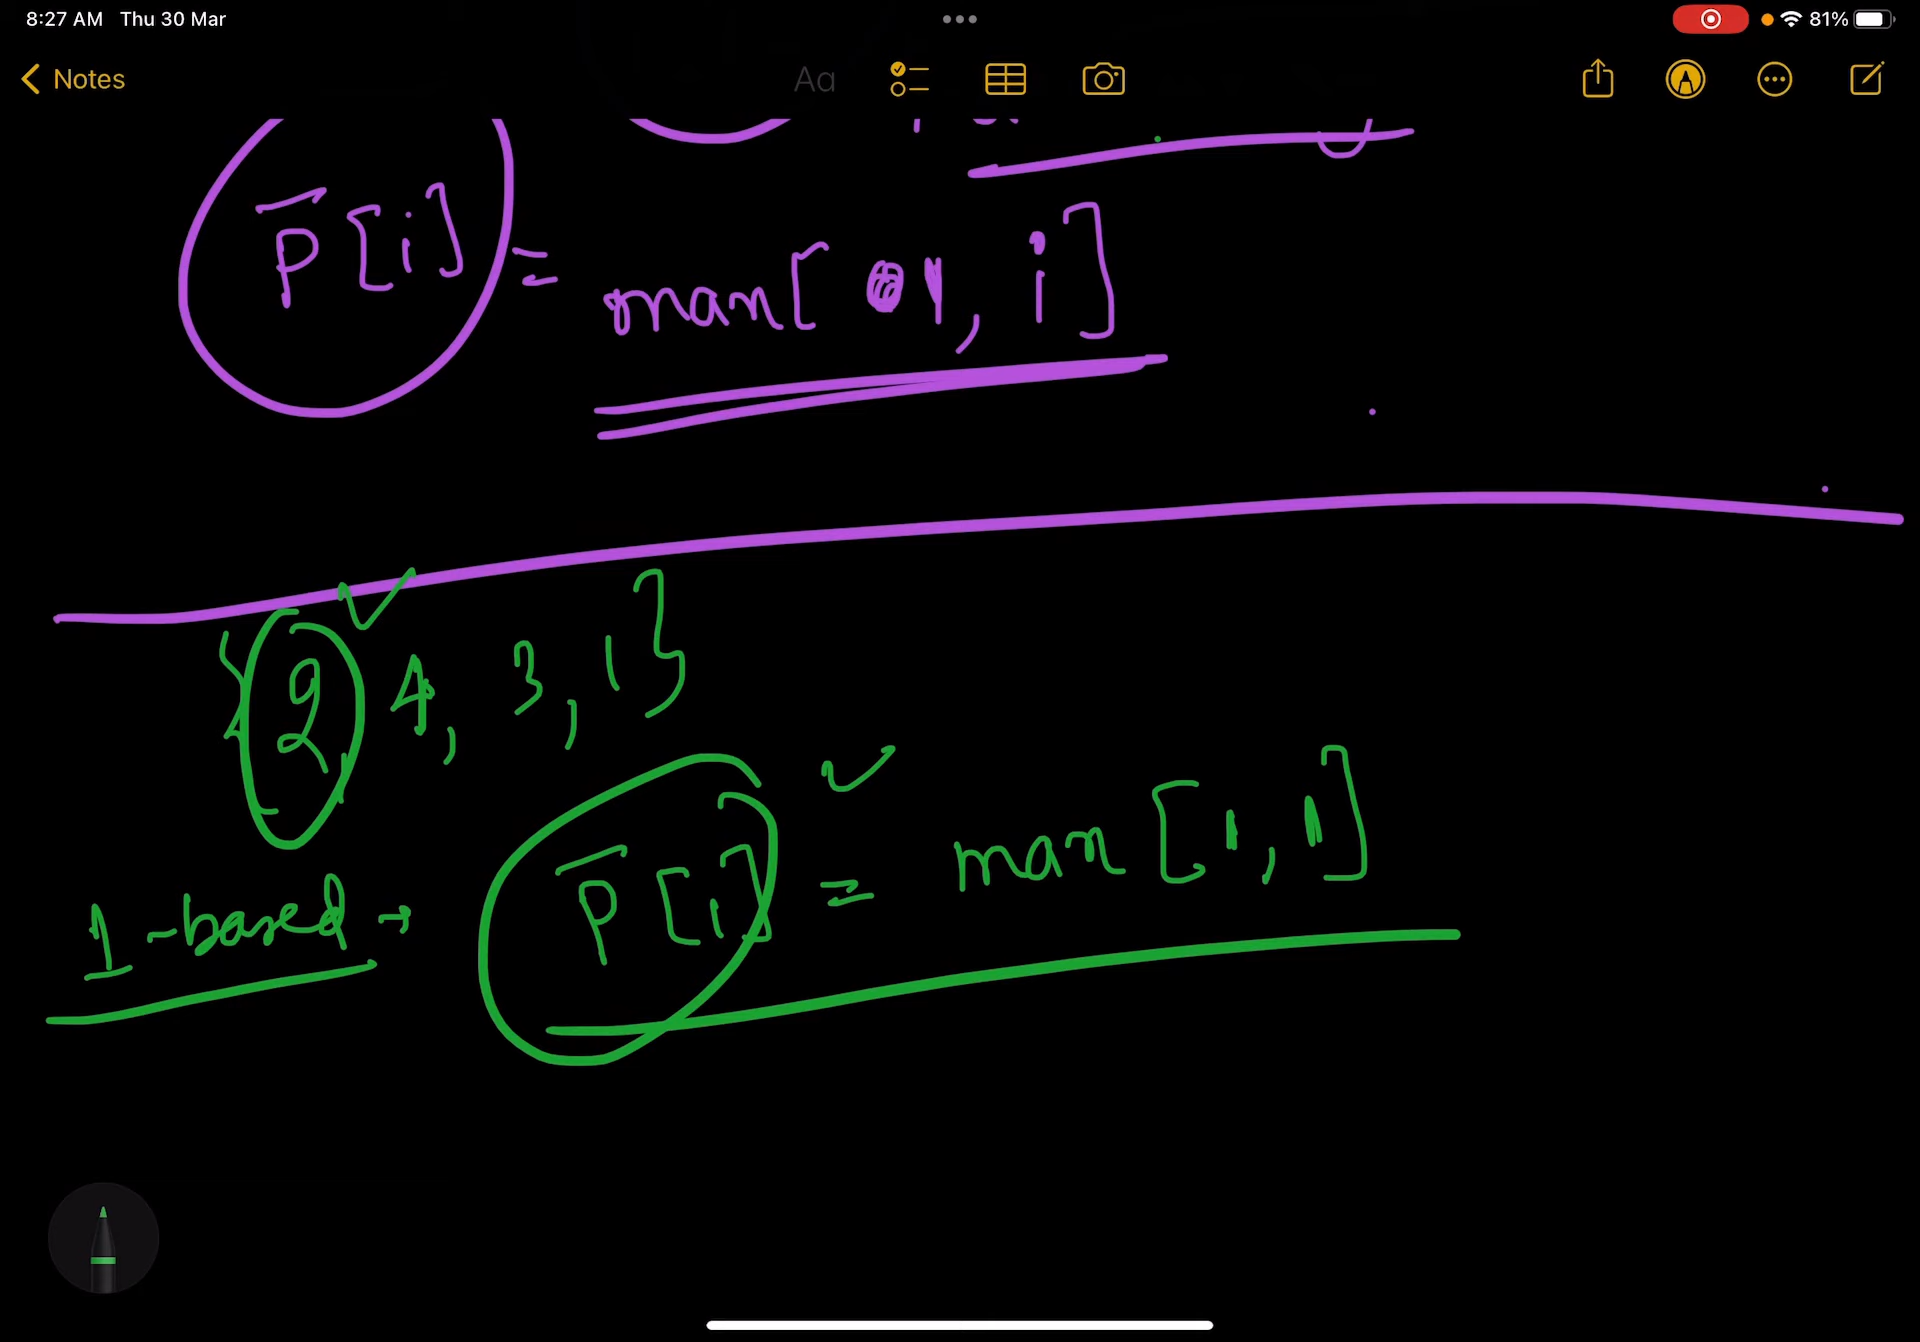 8:27 AM Thu 30 Mar
81%
Notes
Aa
P[i] = max[1, i]
{2, 4, 3, 1}
1-based → P[i] = max[1, 1]